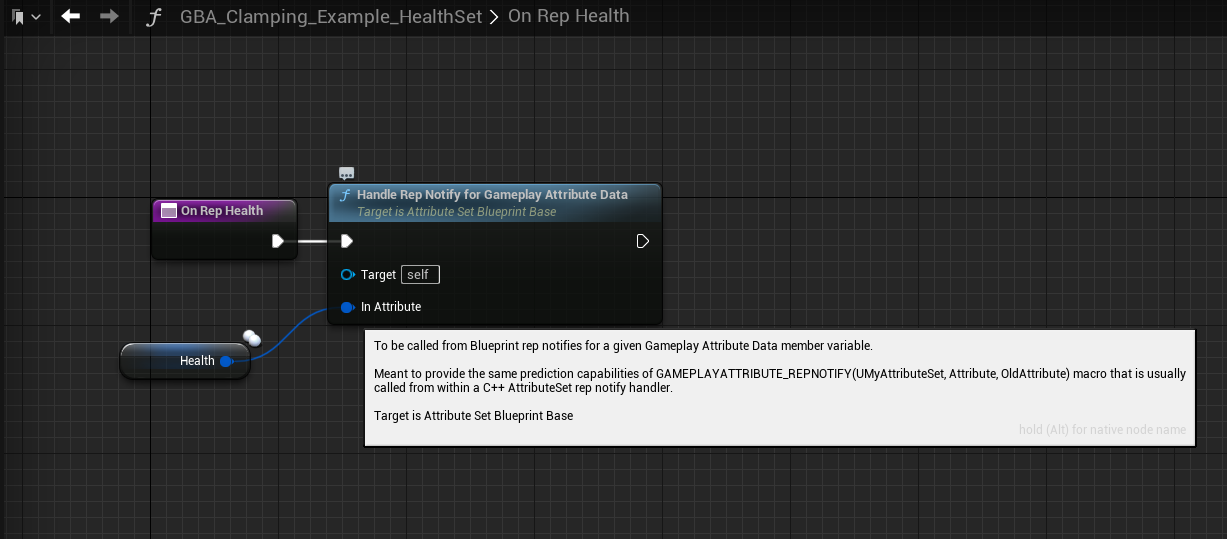 GBA_Clamping_Example_HealthSet > On Rep Health
Handle Rep Notify for Gameplay Attribute Data
Target is Attribute Set Blueprint Base
On Rep Health
Target self
In Attribute
Health
To be called from Blueprint rep notifies for a given Gameplay Attribute Data member variable.
Meant to provide the same prediction capabilities of GAMEPLAYATTRIBUTE_REPNOTIFY(UMyAttributeSet, Attribute, OldAttribute) macro that is usually
called from within a C++ AttributeSet rep notify handler.
Target is Attribute Set Blueprint Base
hold (Alt) for native node name